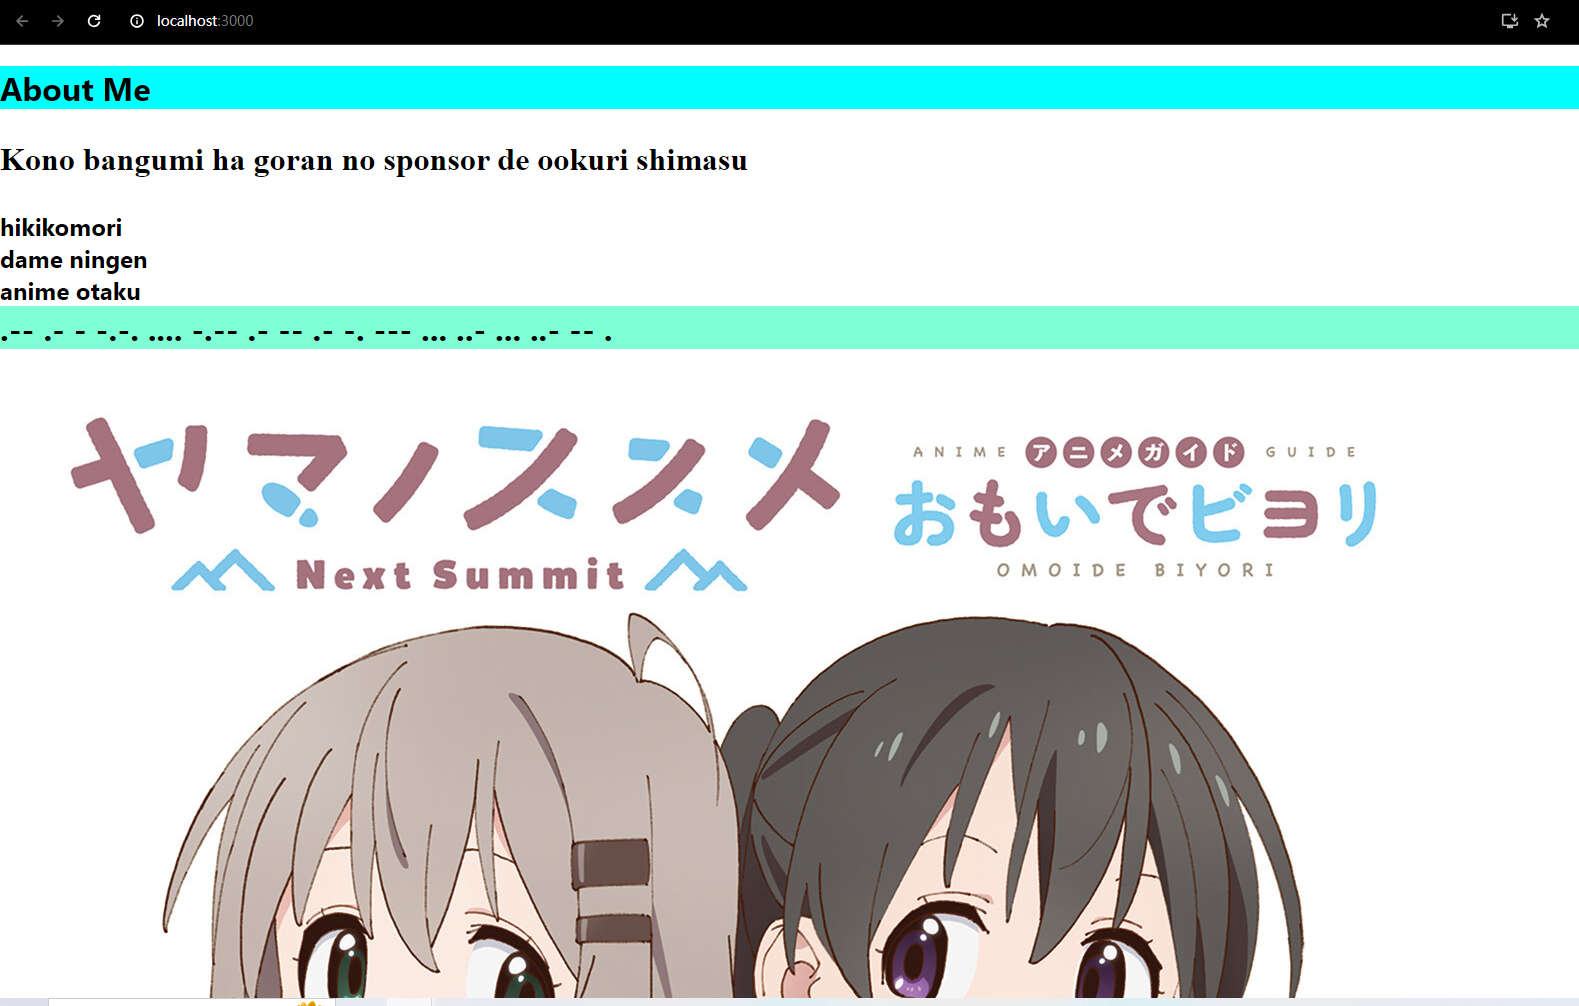 localhost:3000
About Me
Kono bangumi ha goran no sponsor de ookuri shimasu
hikikomori
dame ningen
anime otaku
.-- .- - -.-. .... -.-- .- -- .- -. --- ... ..- ... ..- -- .
ヤマノススメ
Next Summit
ANIME アニメガイド GUIDE
おもいでビヨリ
OMOIDE BIYORI